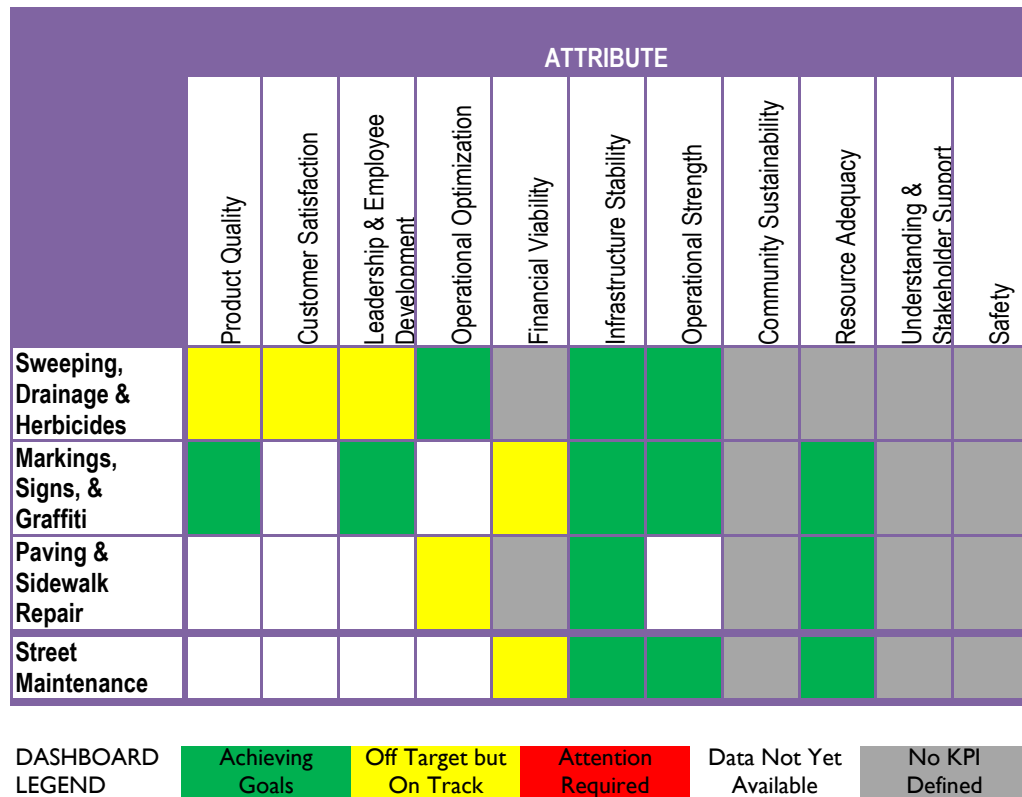 ATTRIBUTE
Product Quality
Customer Satisfaction
Leadership & Employee
Development
Operational Optimization
Financial Viability
Infrastructure Stability
Operational Strength
Community Sustainability
Resource Adequacy
Understanding &
Stakeholder Support
Safety
Sweeping,
Drainage &
Herbicides
Markings,
Signs, &
Graffiti
Paving &
Sidewalk
Repair
Street
Maintenance
DASHBOARD
LEGEND
Achieving
Goals
Off Target but
On Track
Attention
Required
Data Not Yet
Available
No KPI
Defined